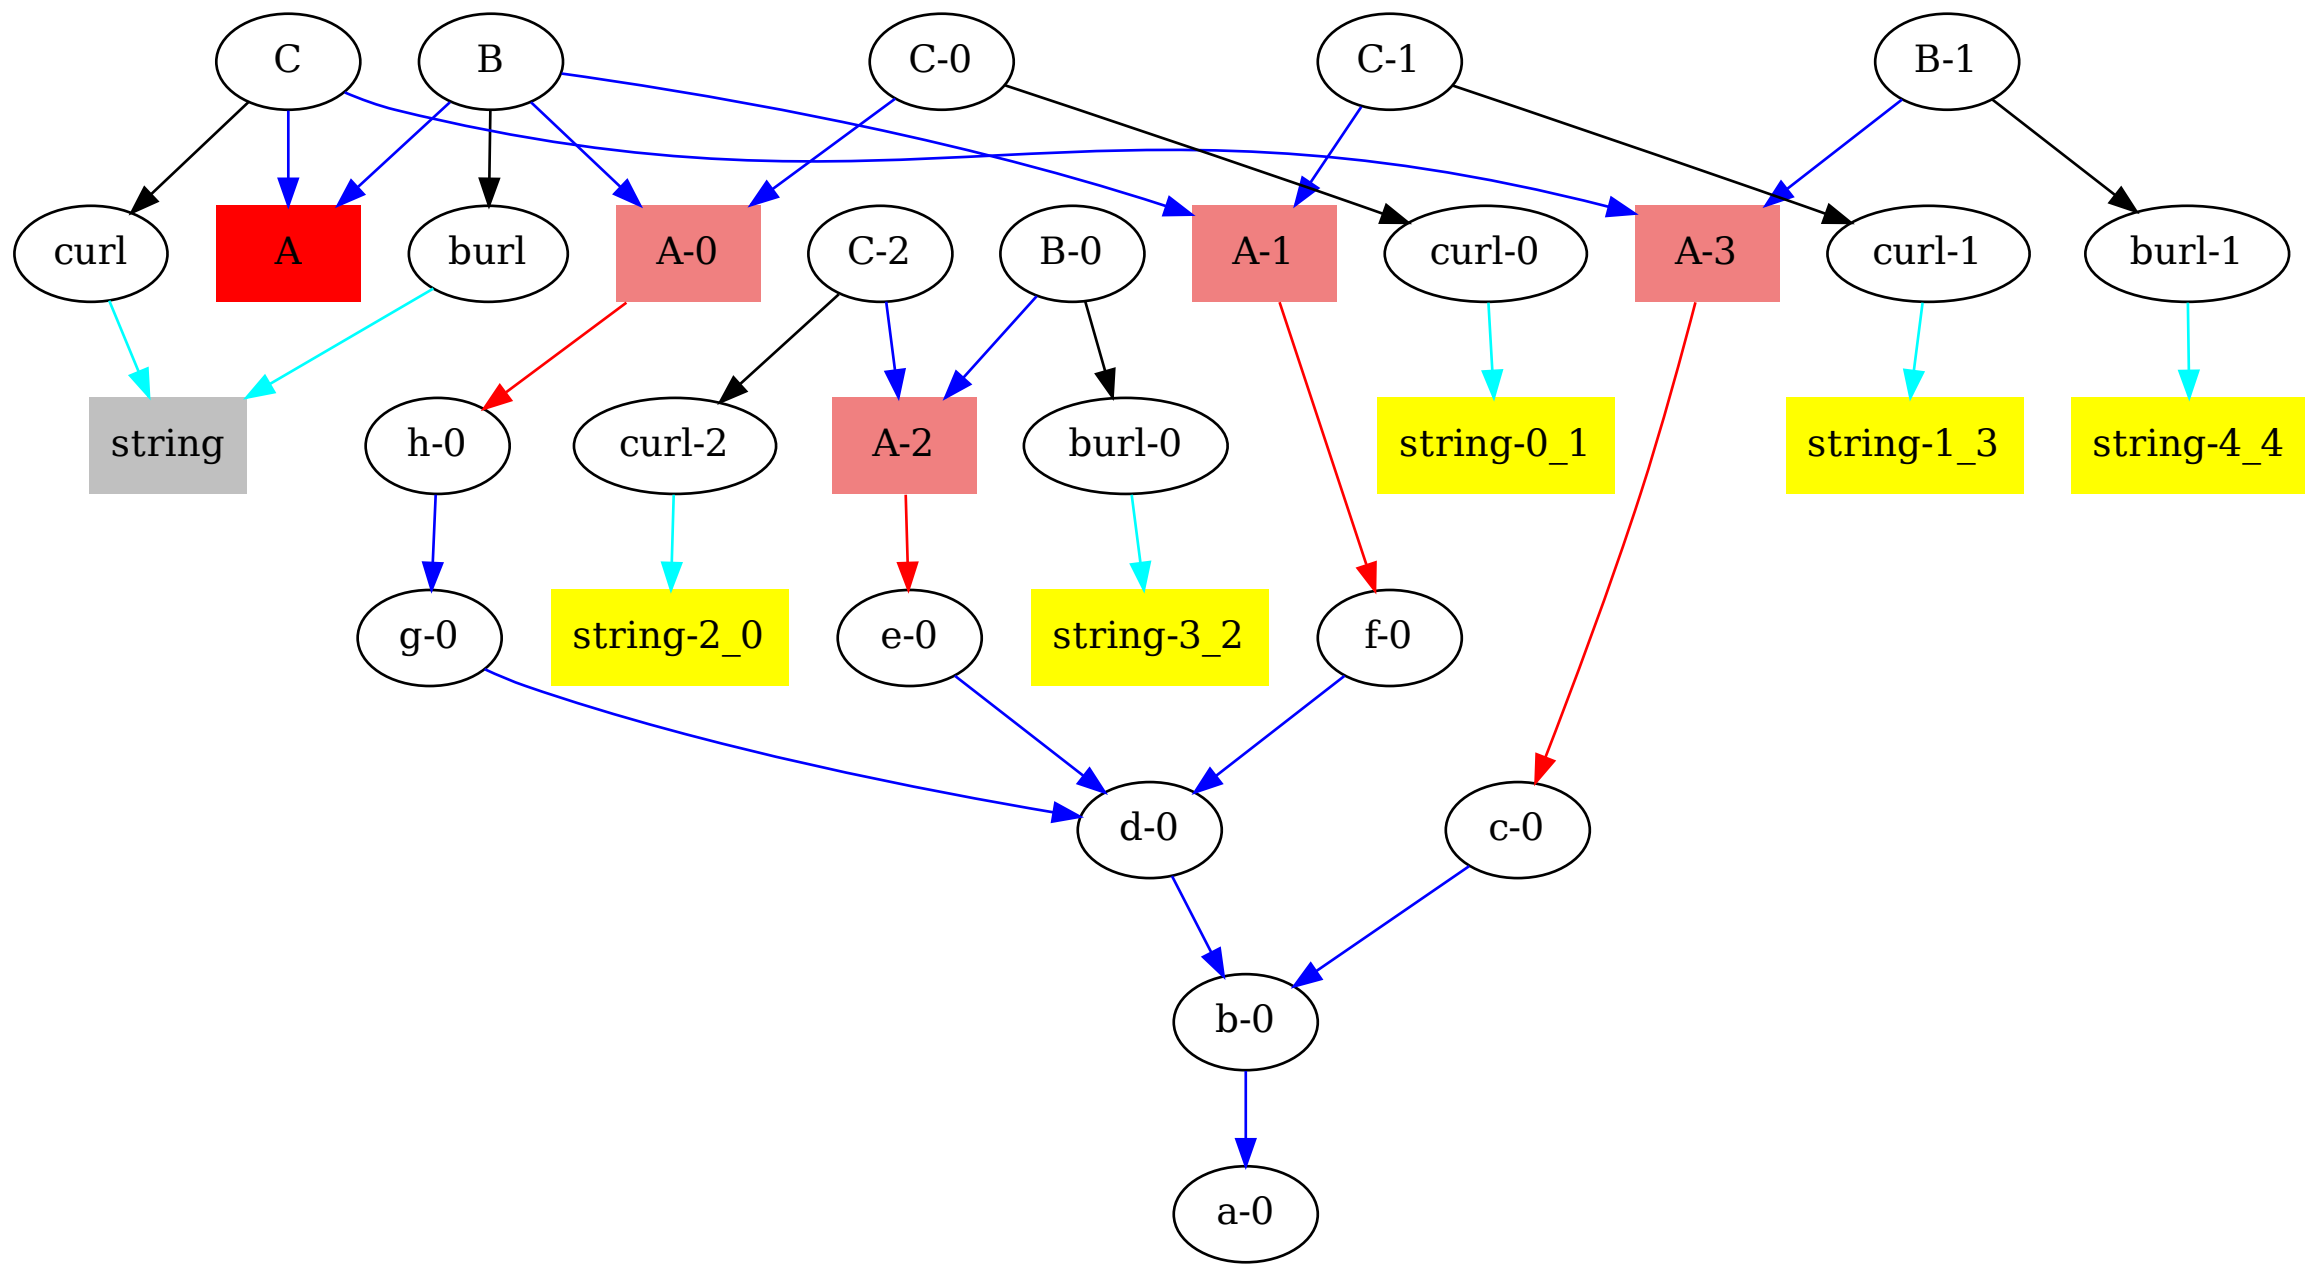 C
B
C-0
C-1
B-1
curl
A
burl
A-0
C-2
B-0
A-1
curl-0
A-3
curl-1
burl-1
string
h-0
curl-2
A-2
burl-0
string-0_1
string-1_3
string-4_4
g-0
string-2_0
e-0
string-3_2
f-0
d-0
c-0
b-0
a-0